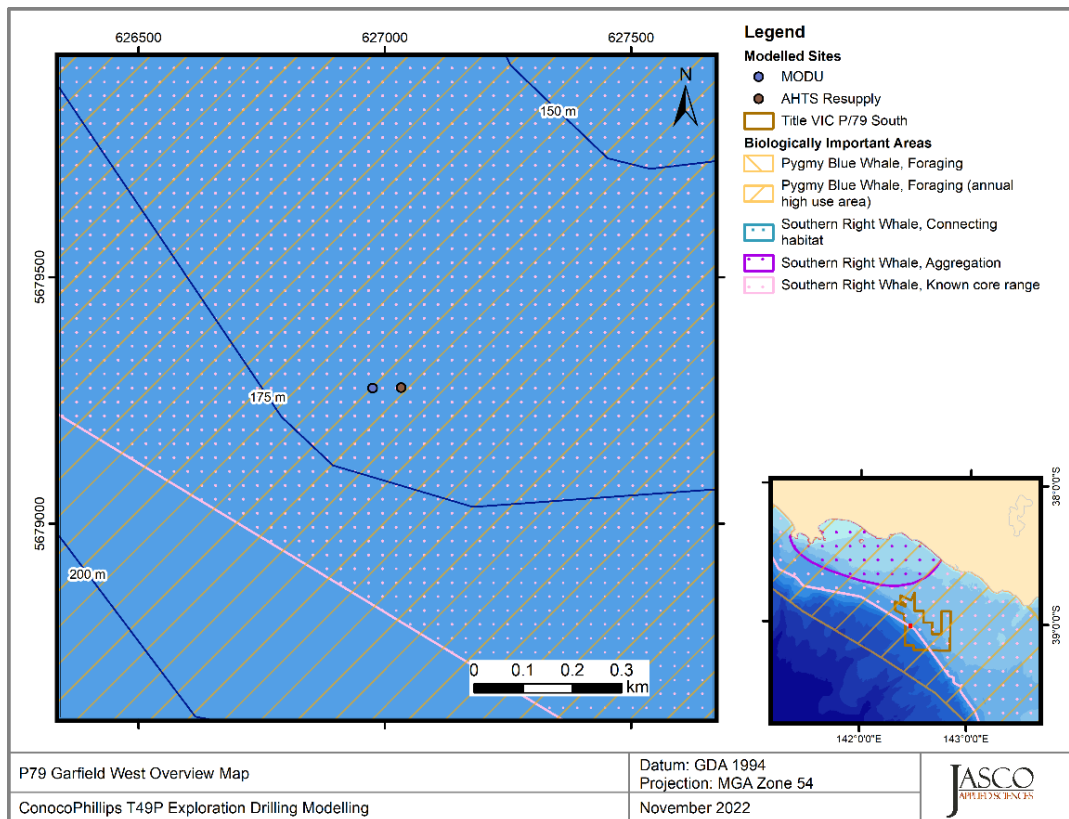 626500
627000
627500
5679500
5679000
N
150 m
175 m
200 m
0 0.1 0.2 0.3
km
Legend
Modelled Sites
MODU
AHTS Resupply
Title VIC P/79 South
Biologically Important Areas
Pygmy Blue Whale, Foraging
Pygmy Blue Whale, Foraging (annual
high use area)
Southern Right Whale, Connecting
habitat
Southern Right Whale, Aggregation
Southern Right Whale, Known core range
38°0'0"S
39°0'0"S
142°0'0"E
143°0'0"E
P79 Garfield West Overview Map
ConocoPhillips T49P Exploration Drilling Modelling
Datum: GDA 1994
Projection: MGA Zone 54
November 2022
JASCO
APPLIED SCIENCES